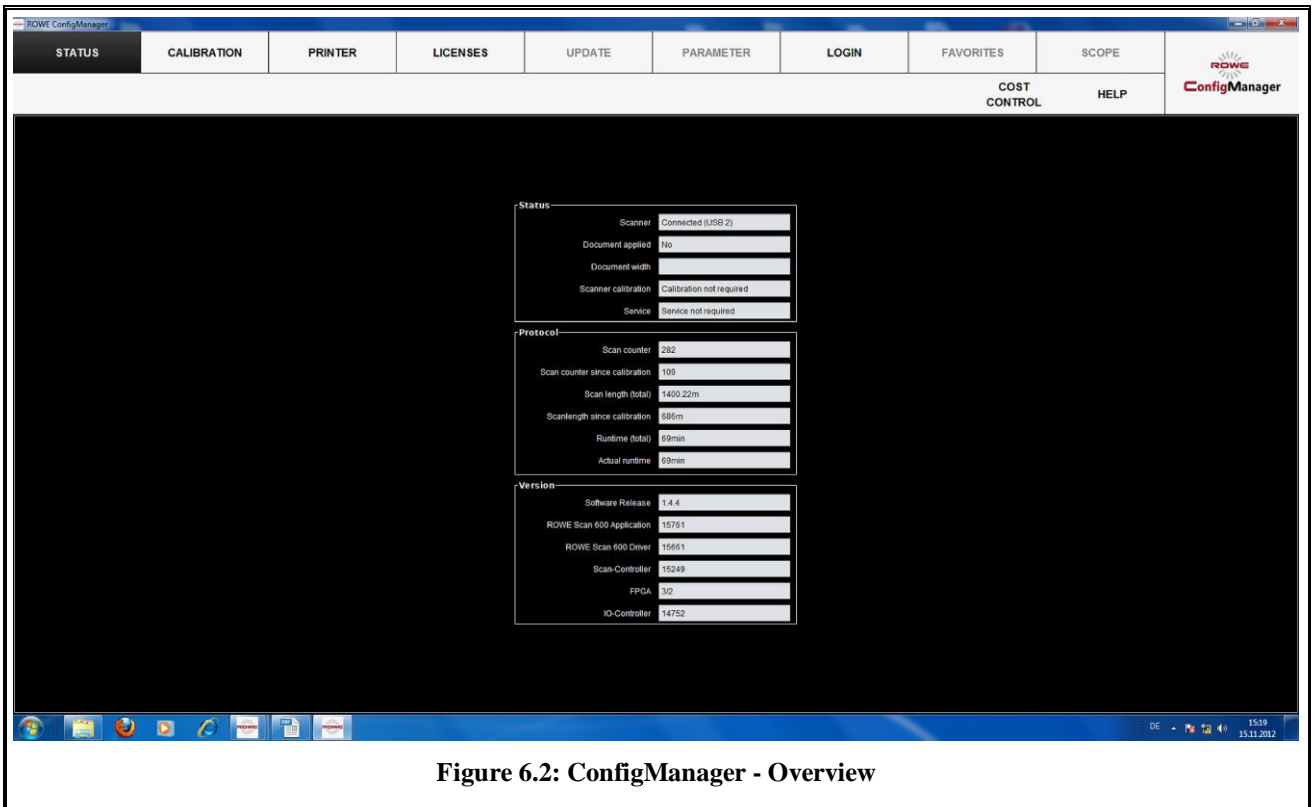 ROWE ConfigManager
STATUS CALIBRATION PRINTER LICENSES UPDATE PARAMETER LOGIN FAVORITES SCOPE
ROWE
ConfigManager
COST CONTROL HELP
Status
Scanner Connected (USB 2)
Document applied No
Document width
Scanner calibration Calibration not required
Service Service not required
Protocol
Scan counter 282
Scan counter since calibration 109
Scan length (total) 1400.22m
Scanlength since calibration 686m
Runtime (total) 69min
Actual runtime 69min
Version
Software Release 1.4.4
ROWE Scan 600 Application 15761
ROWE Scan 600 Driver 15661
Scan-Controller 15249
FPGA 3/2
IO-Controller 14752
DE 15:19
15.11.2012
Figure 6.2: ConfigManager - Overview